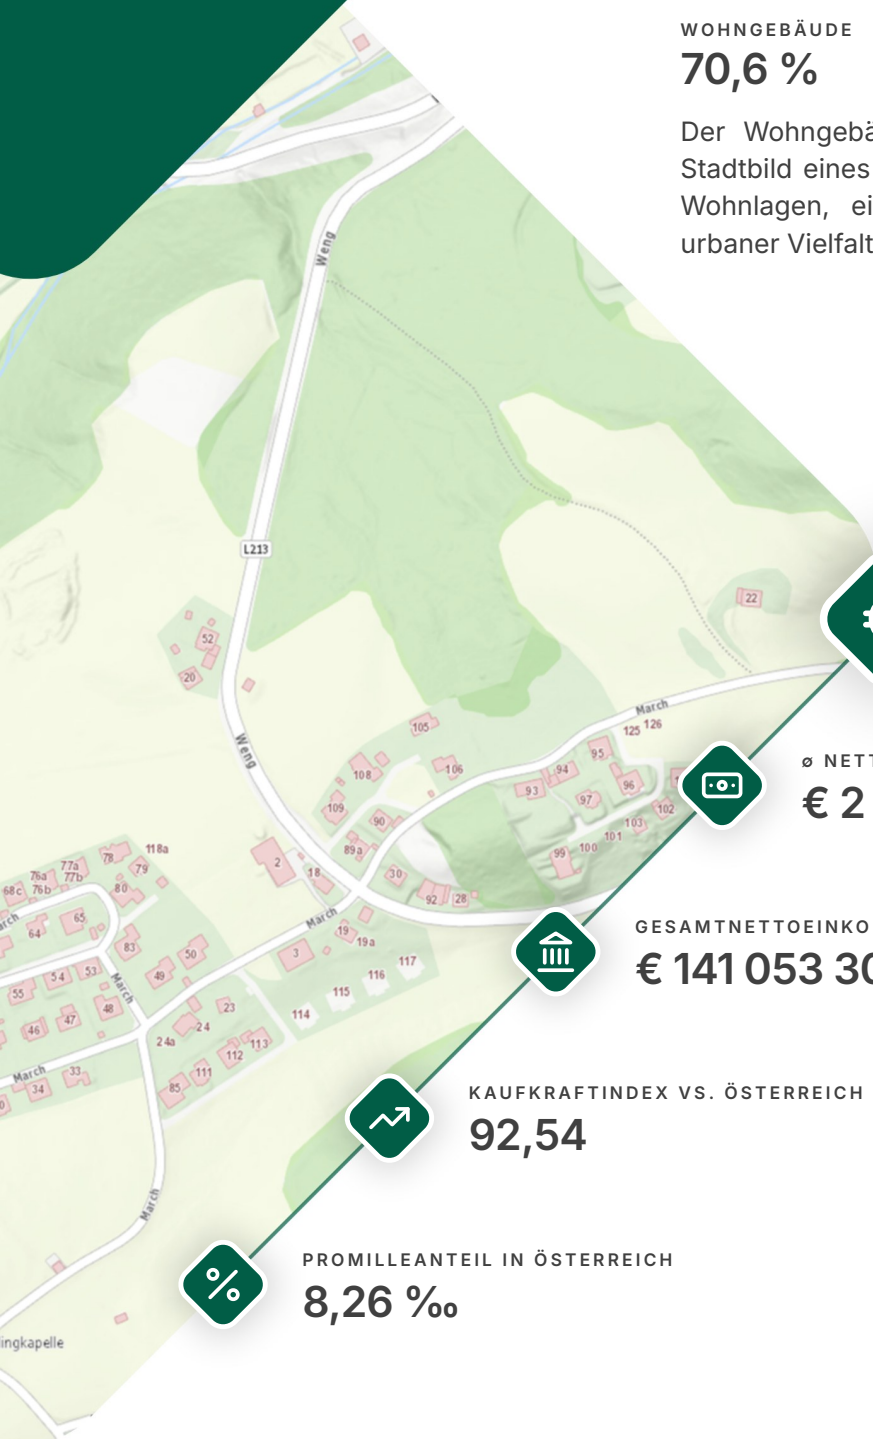 WOHNGEBÄUDE
70,6 %
Der Wohngebä
Stadtbild eines
Wohnlagen, ei
urbaner Vielfalt
Weng
L213
22
52
20
Weng
March
125 126
105
95
108
106
94
96
93
97
109
102
90
103
101
89a
100
99
118a
78
77a
79
76a
77b
2
18
30
68c 76b
80
92 28
65
March
19
64
19a
83
3
50
117
54 53
49
116
March
55
115
48
23
114
47
24
46
24a
113
112
March
33
111
34
85
March
ingkapelle
ø NETT
€ 2
GESAMTNETTOEINKO
€ 141 053 30
KAUFKRAFTINDEX VS. ÖSTERREICH
92,54
PROMILLEANTEIL IN ÖSTERREICH
8,26 ‰